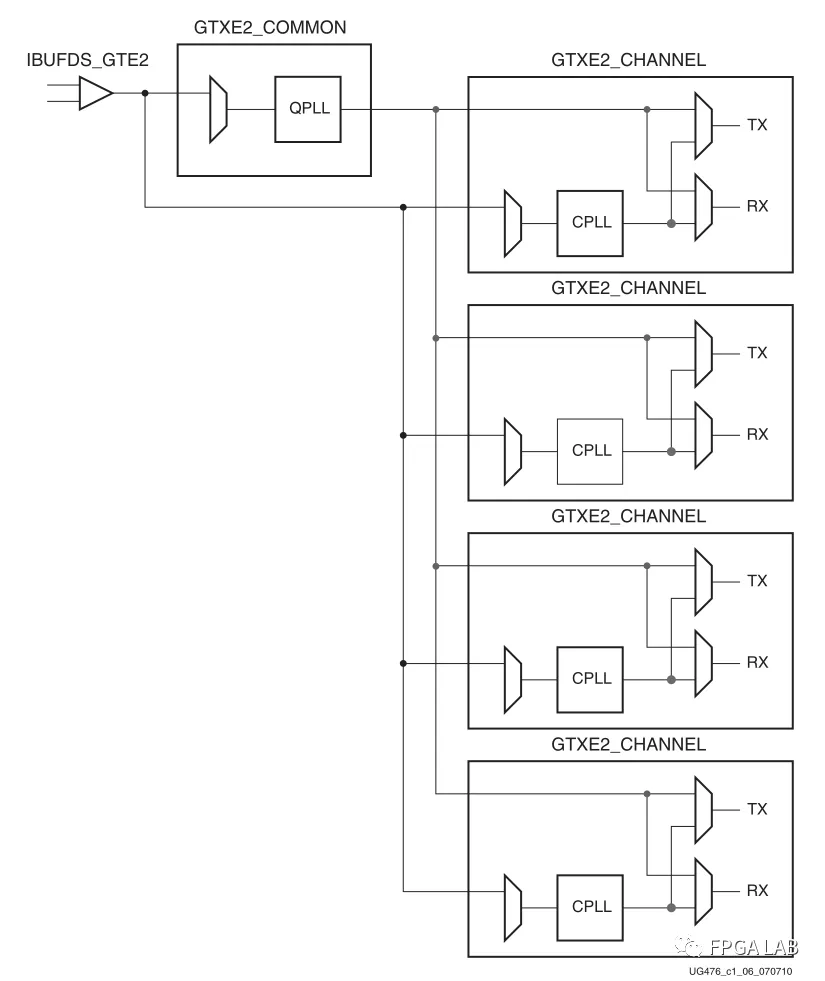 GTXE2_COMMON
IBUFDS_GTE2
QPLL
GTXE2_CHANNEL
TX
RX
CPLL
GTXE2_CHANNEL
TX
RX
CPLL
GTXE2_CHANNEL
TX
RX
CPLL
GTXE2_CHANNEL
TX
RX
CPLL
FPGA LAB
UG476_c1_06_070710